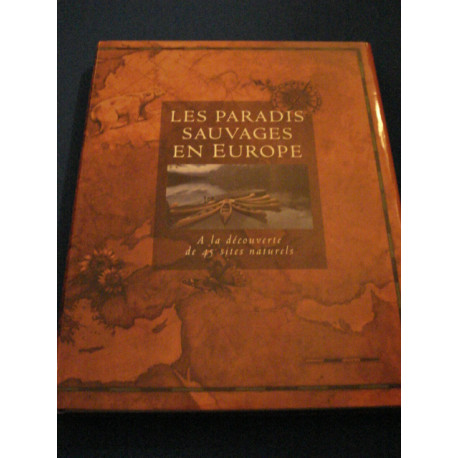 LES PARADIS
SAUVAGES
EN EUROPE
A la découverte
de 45 sites naturels